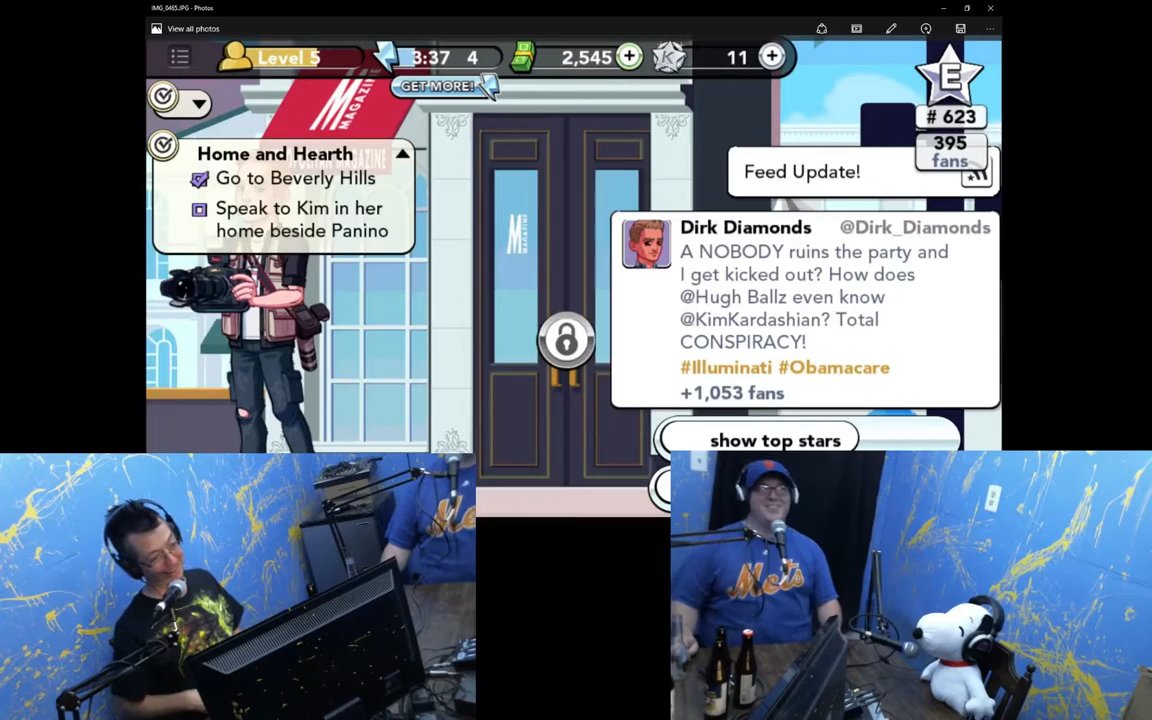 IMG_0465.JPG - Photos
View all photos
Level 5
3:37 4
2,545
11
GET MORE!
E
# 623
395
fans
M
MAGAZINE
Home and Hearth
Go to Beverly Hills
Speak to Kim in her
home beside Panino
Feed Update!
Dirk Diamonds @Dirk_Diamonds
A NOBODY ruins the party and
I get kicked out? How does
@Hugh Ballz even know
@KimKardashian? Total
CONSPIRACY!
#Illuminati #Obamacare
+1,053 fans
M MAGAZINE
show top stars
Mets